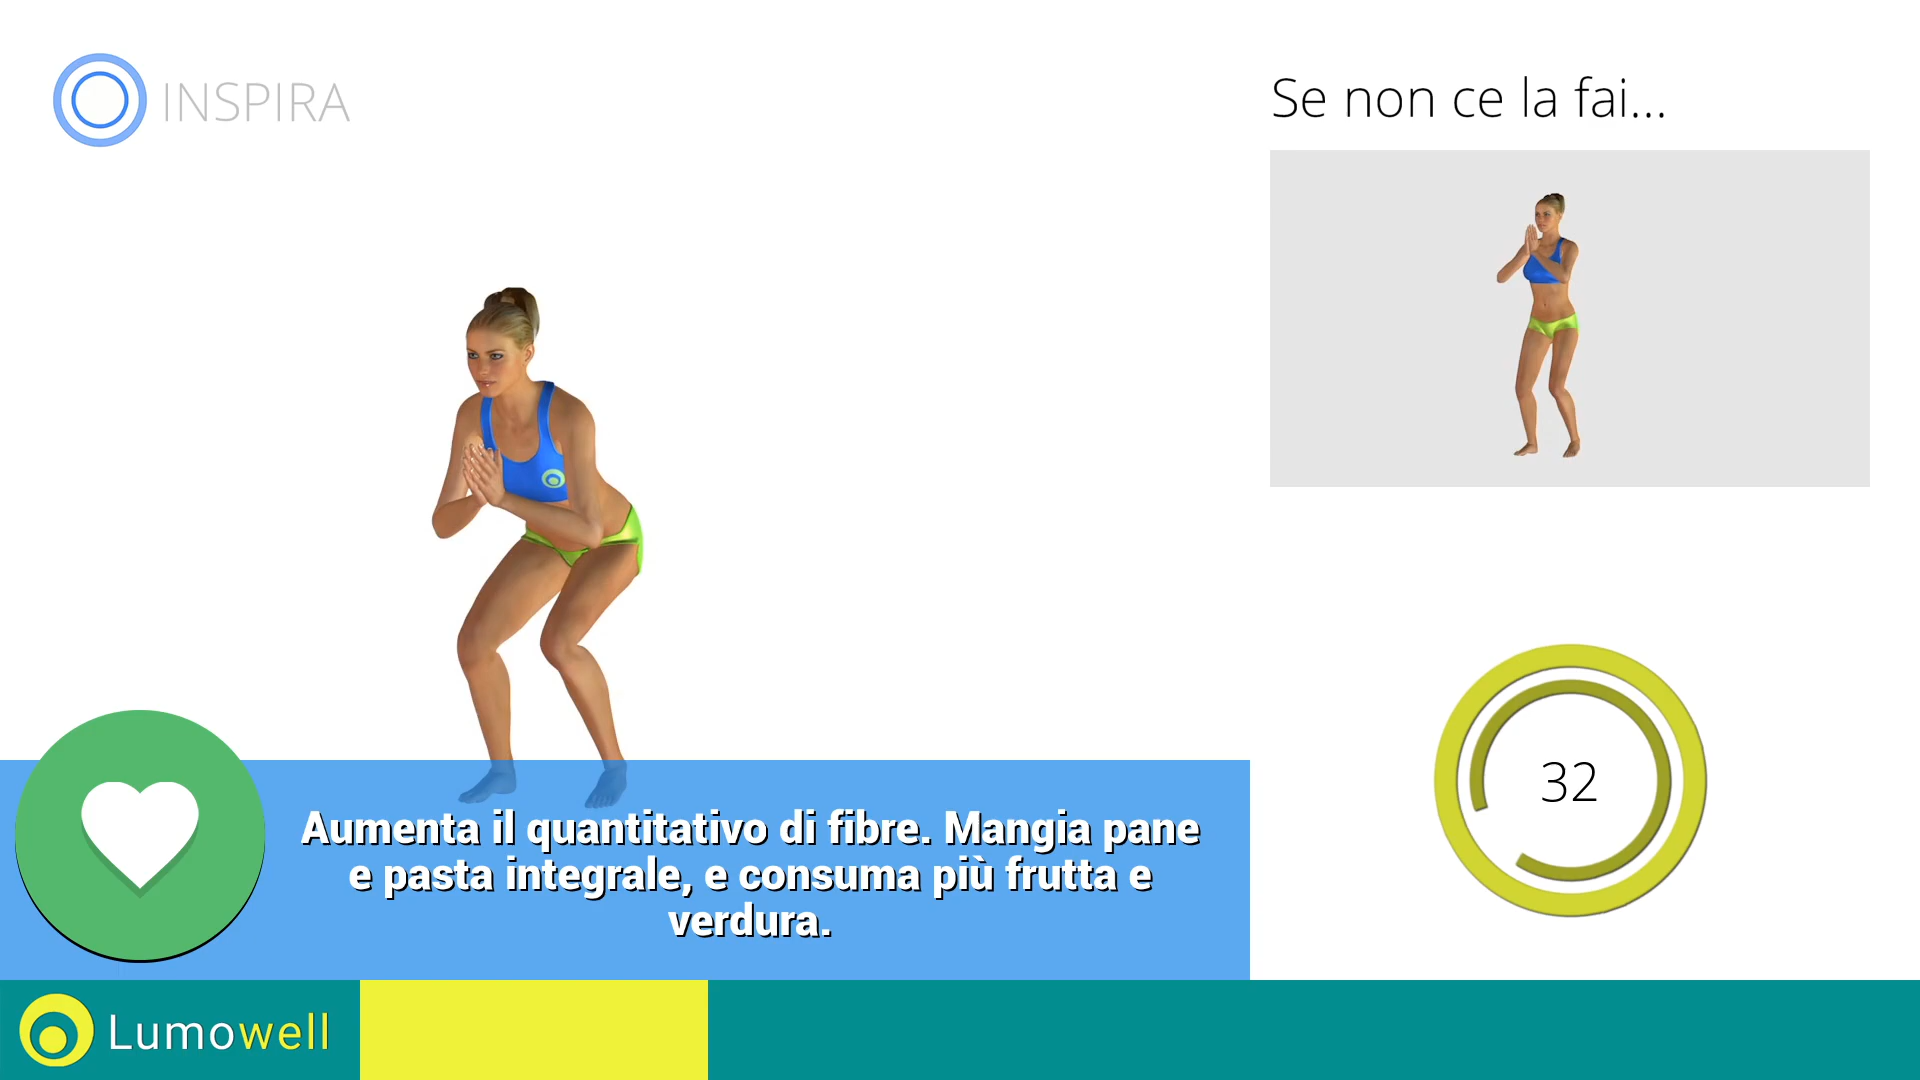 INSPIRA
Se non ce la fai...
32
Aumenta il quantitativo di fibre. Mangia pane
e pasta integrale, e consuma più frutta e
verdura.
Lumowell